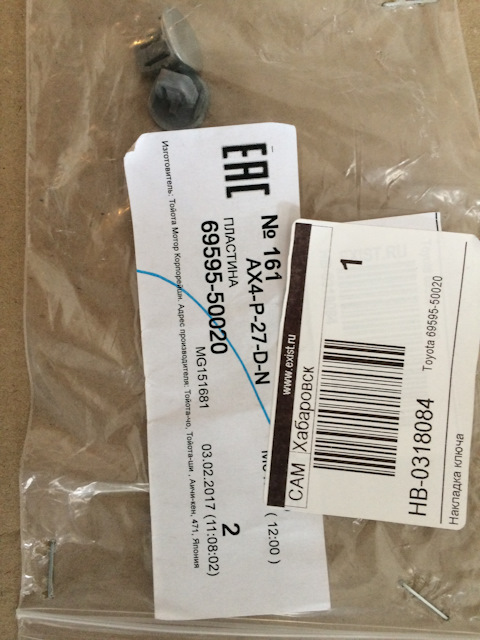 EAC
№ 161
AX4-P-27-D-N
ПЛАСТИНА
69595-50020
MG151681
03.02.2017 (11:08:02)
2
( 12:00 )
Изготовитель: Тойота Мотор Корпорейшн. Адрес производителя: Тойота-чо, Тойота-ши , Аичи-кен, 471, Япония
www.exist.ru
САМ Хабаровск
1
HB-0318084
Toyota 69595-50020
Накладка ключа